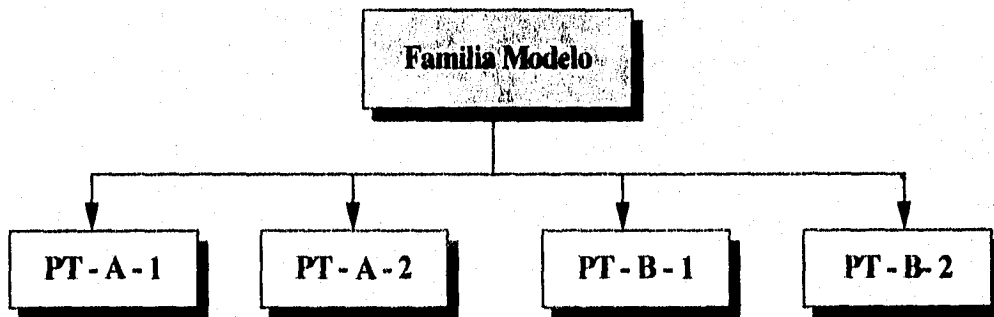 Familia Modelo
PT - A - 1
PT - A - 2
PT - B - 1
PT - B- 2